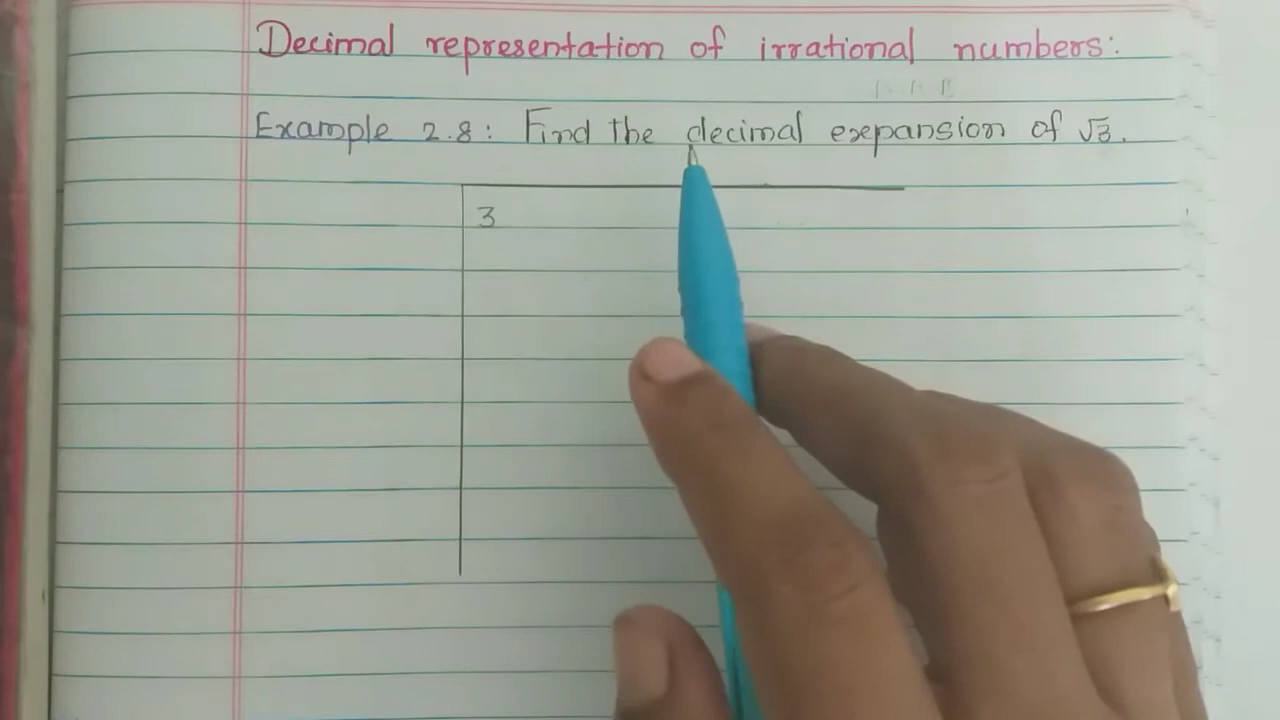 Decimal representation of irrational numbers:
Example 2.8: Find the decimal expansion of √3.
3